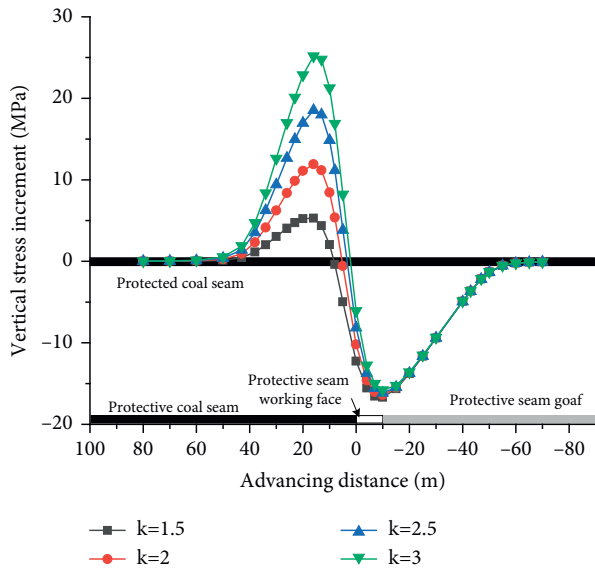 Vertical stress increment (MPa)
30
20
10
0
−10
−20
Protected coal seam
Protective seam
working face
Protective coal seam
Protective seam goaf
100 80 60 40 20 0 −20 −40 −60 −80
Advancing distance (m)
k=1.5 k=2.5
k=2 k=3